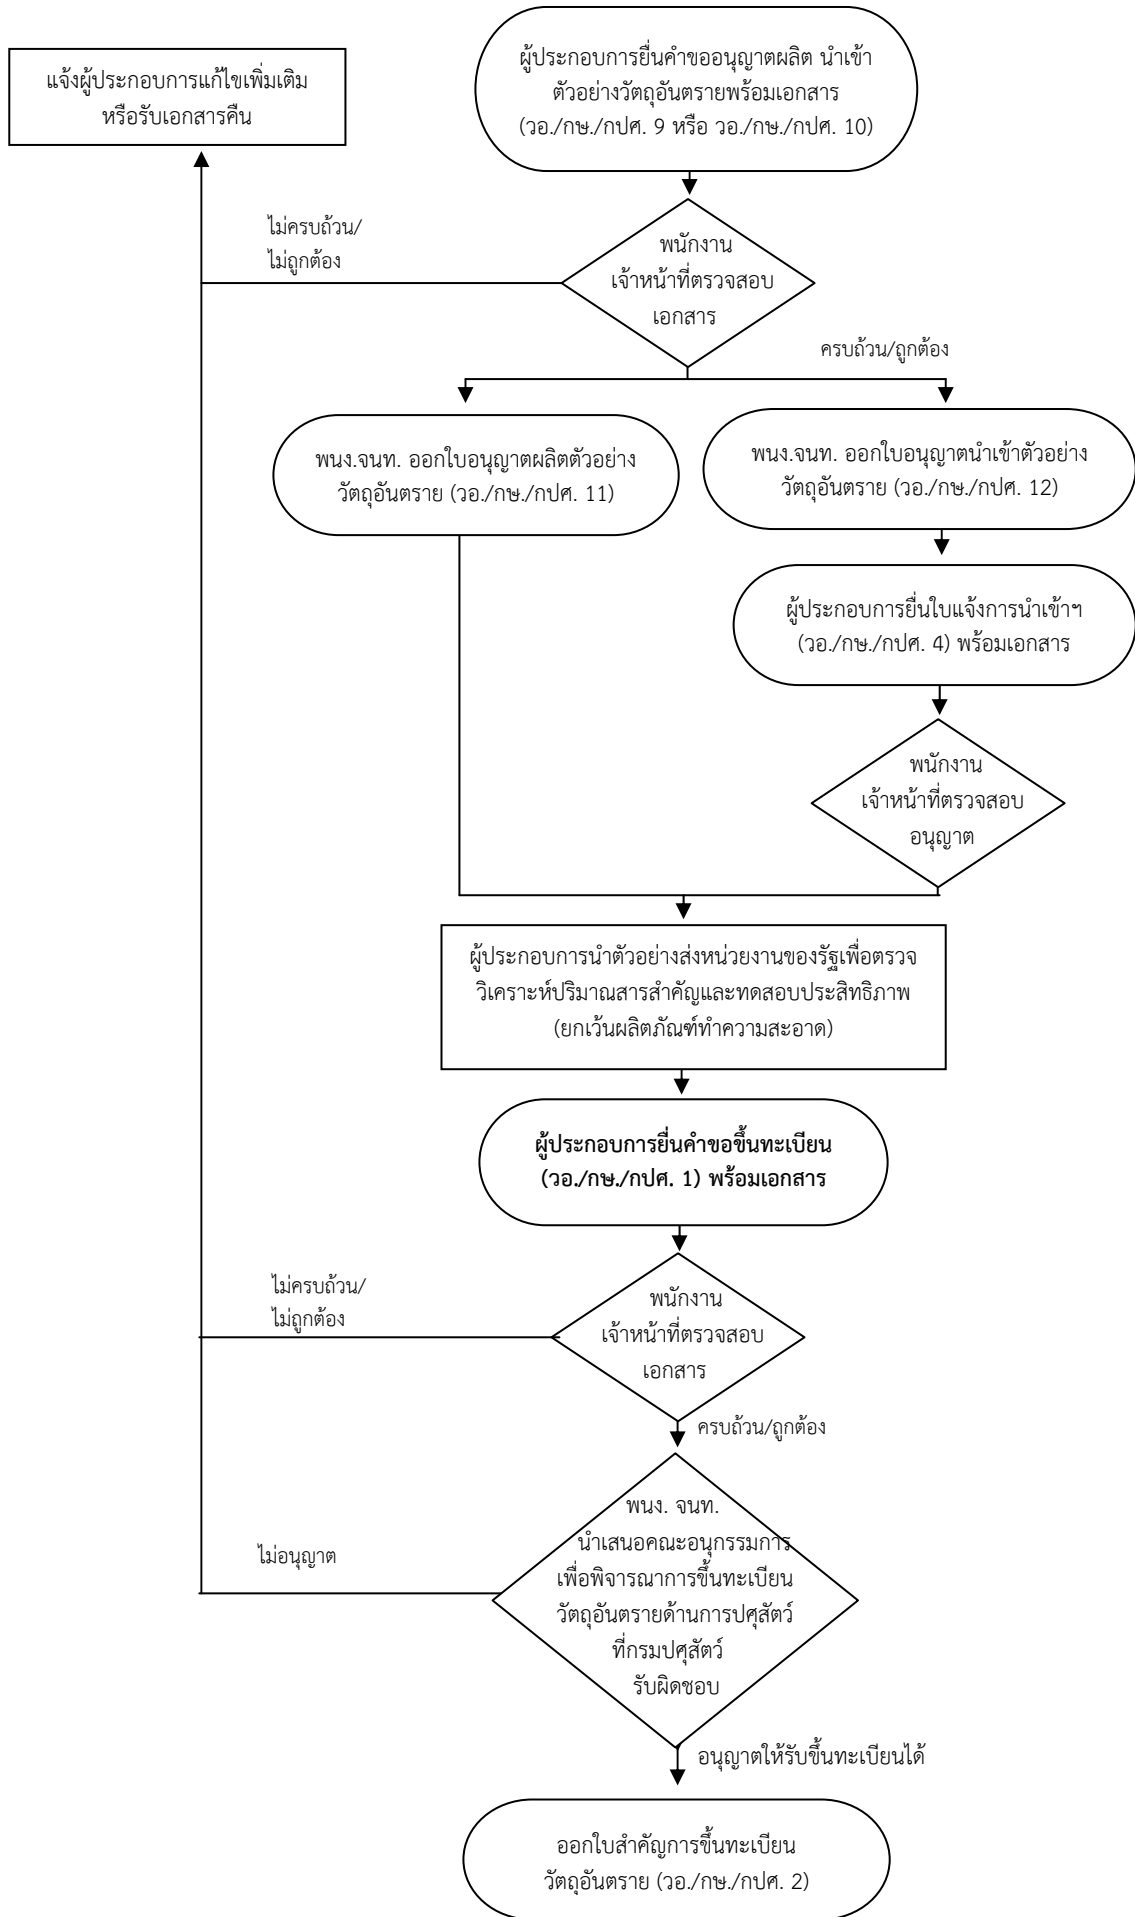 แจ้งผู้ประกอบการแก้ไขเพิ่มเติม
หรือรับเอกสารคืน
ผู้ประกอบการยื่นคำขออนุญาตผลิต นำเข้า
ตัวอย่างวัตถุอันตรายพร้อมเอกสาร
(วอ./กษ./กปศ. 9 หรือ วอ./กษ./กปศ. 10)
ไม่ครบถ้วน/
ไม่ถูกต้อง
พนักงาน
เจ้าหน้าที่ตรวจสอบ
เอกสาร
ครบถ้วน/ถูกต้อง
พนง.จนท. ออกใบอนุญาตผลิตตัวอย่าง
วัตถุอันตราย (วอ./กษ./กปศ. 11)
พนง.จนท. ออกใบอนุญาตนำเข้าตัวอย่าง
วัตถุอันตราย (วอ./กษ./กปศ. 12)
ผู้ประกอบการยื่นใบแจ้งการนำเข้าฯ
(วอ./กษ./กปศ. 4) พร้อมเอกสาร
พนักงาน
เจ้าหน้าที่ตรวจสอบ
อนุญาต
ผู้ประกอบการนำตัวอย่างส่งหน่วยงานของรัฐเพื่อตรวจ
วิเคราะห์ปริมาณสารสำคัญและทดสอบประสิทธิภาพ
(ยกเว้นผลิตภัณฑ์ทำความสะอาด)
ผู้ประกอบการยื่นคำขอขึ้นทะเบียน
(วอ./กษ./กปศ. 1) พร้อมเอกสาร
ไม่ครบถ้วน/
ไม่ถูกต้อง
พนักงาน
เจ้าหน้าที่ตรวจสอบ
เอกสาร
ครบถ้วน/ถูกต้อง
พนง. จนท.
นำเสนอคณะอนุกรรมการ
เพื่อพิจารณาการขึ้นทะเบียน
วัตถุอันตรายด้านการปศุสัตว์
ที่กรมปศุสัตว์
รับผิดชอบ
ไม่อนุญาต
อนุญาตให้รับขึ้นทะเบียนได้
ออกใบสำคัญการขึ้นทะเบียน
วัตถุอันตราย (วอ./กษ./กปศ. 2)